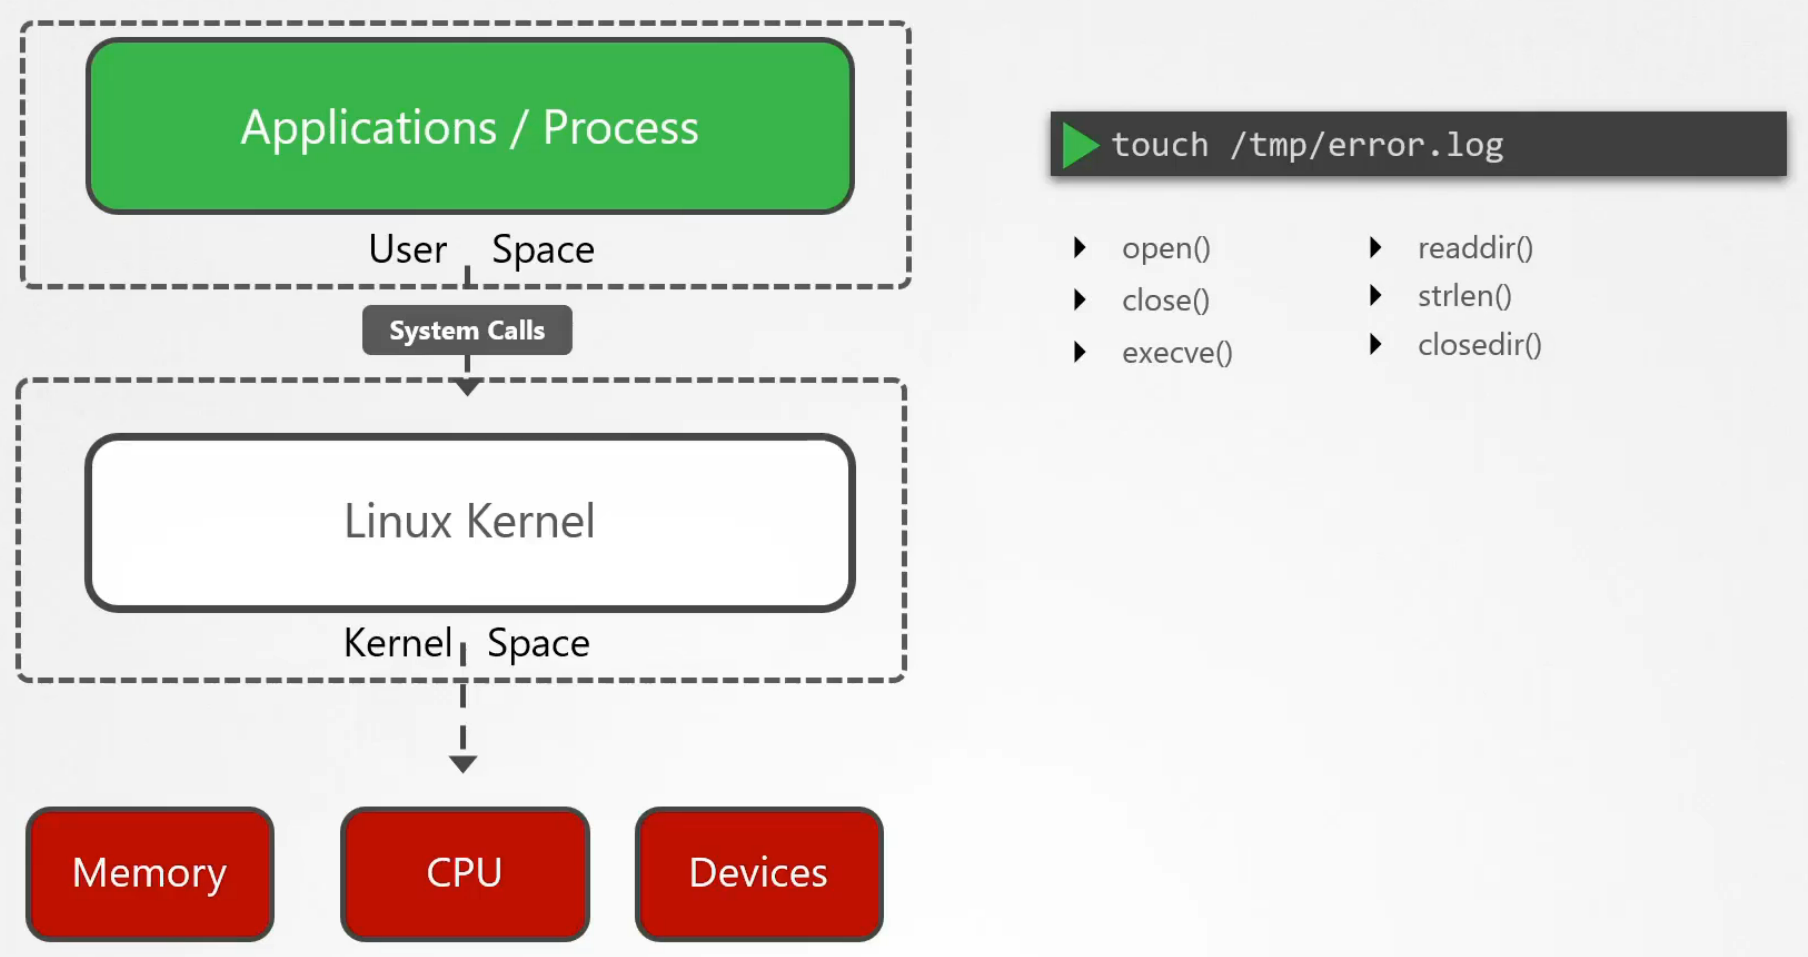 Applications / Process
User Space
System Calls
Linux Kernel
Kernel Space
Memory
CPU
Devices
touch /tmp/error.log
open()
close()
execve()
readdir()
strlen()
closedir()